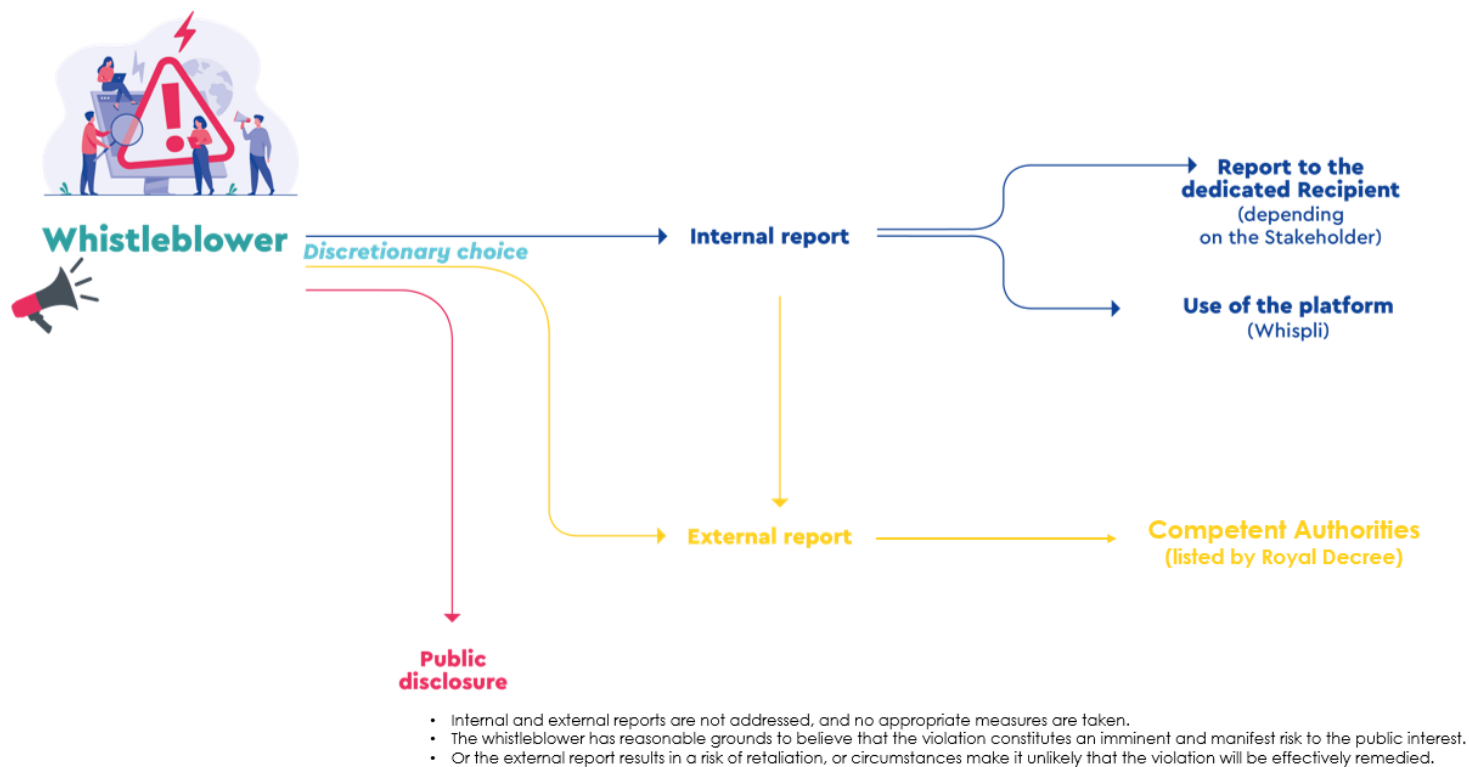 Whistleblower
Discretionary choice
Internal report
Report to the
dedicated Recipient
(depending
on the Stakeholder)
Use of the platform
(Whispli)
External report
Competent Authorities
(listed by Royal Decree)
Public
disclosure
• Internal and external reports are not addressed, and no appropriate measures are taken.
• The whistleblower has reasonable grounds to believe that the violation constitutes an imminent and manifest risk to the public interest.
• Or the external report results in a risk of retaliation, or circumstances make it unlikely that the violation will be effectively remedied.